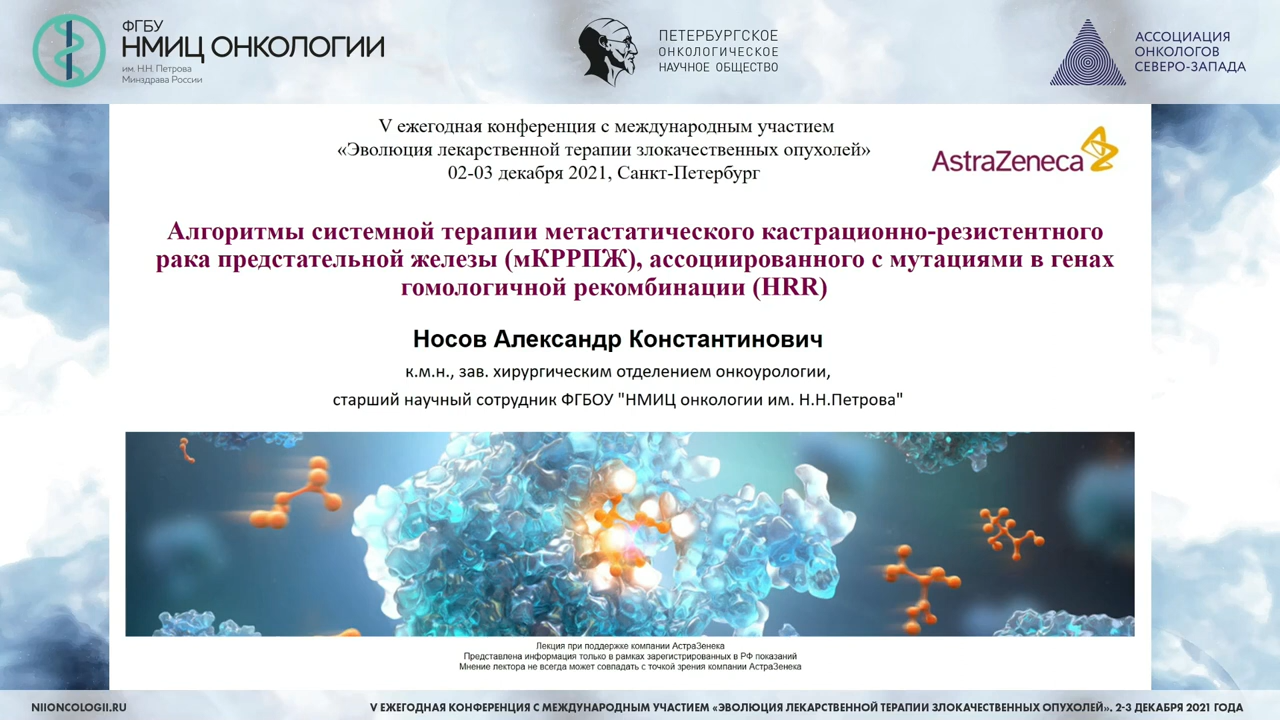 ФГБУ
НМИЦ ОНКОЛОГИИ
им. Н.Н. Петрова
Минздрава России
ПЕТЕРБУРГСКОЕ
ОНКОЛОГИЧЕСКОЕ
НАУЧНОЕ ОБЩЕСТВО
АССОЦИАЦИЯ
ОНКОЛОГОВ
СЕВЕРО-ЗАПАДА
V ежегодная конференция с международным участием
«Эволюция лекарственной терапии злокачественных опухолей»
02-03 декабря 2021, Санкт-Петербург
AstraZeneca
Алгоритмы системной терапии метастатического кастрационно-резистентного
рака предстательной железы (мКРРПЖ), ассоциированного с мутациями в генах
гомологичной рекомбинации (HRR)
Носов Александр Константинович
к.м.н., зав. хирургическим отделением онкоурологии,
старший научный сотрудник ФГБОУ "НМИЦ онкологии им. Н.Н.Петрова"
Лекция при поддержке компании АстраЗенека
Представлена информация только в рамках зарегистрированных в РФ показаний
Мнение лектора не всегда может совпадать с точкой зрения компании АстраЗенека
NIIONCOLOGII.RU
V ЕЖЕГОДНАЯ КОНФЕРЕНЦИЯ С МЕЖДУНАРОДНЫМ УЧАСТИЕМ «ЭВОЛЮЦИЯ ЛЕКАРСТВЕННОЙ ТЕРАПИИ ЗЛОКАЧЕСТВЕННЫХ ОПУХОЛЕЙ». 2-3 ДЕКАБРЯ 2021 ГОДА